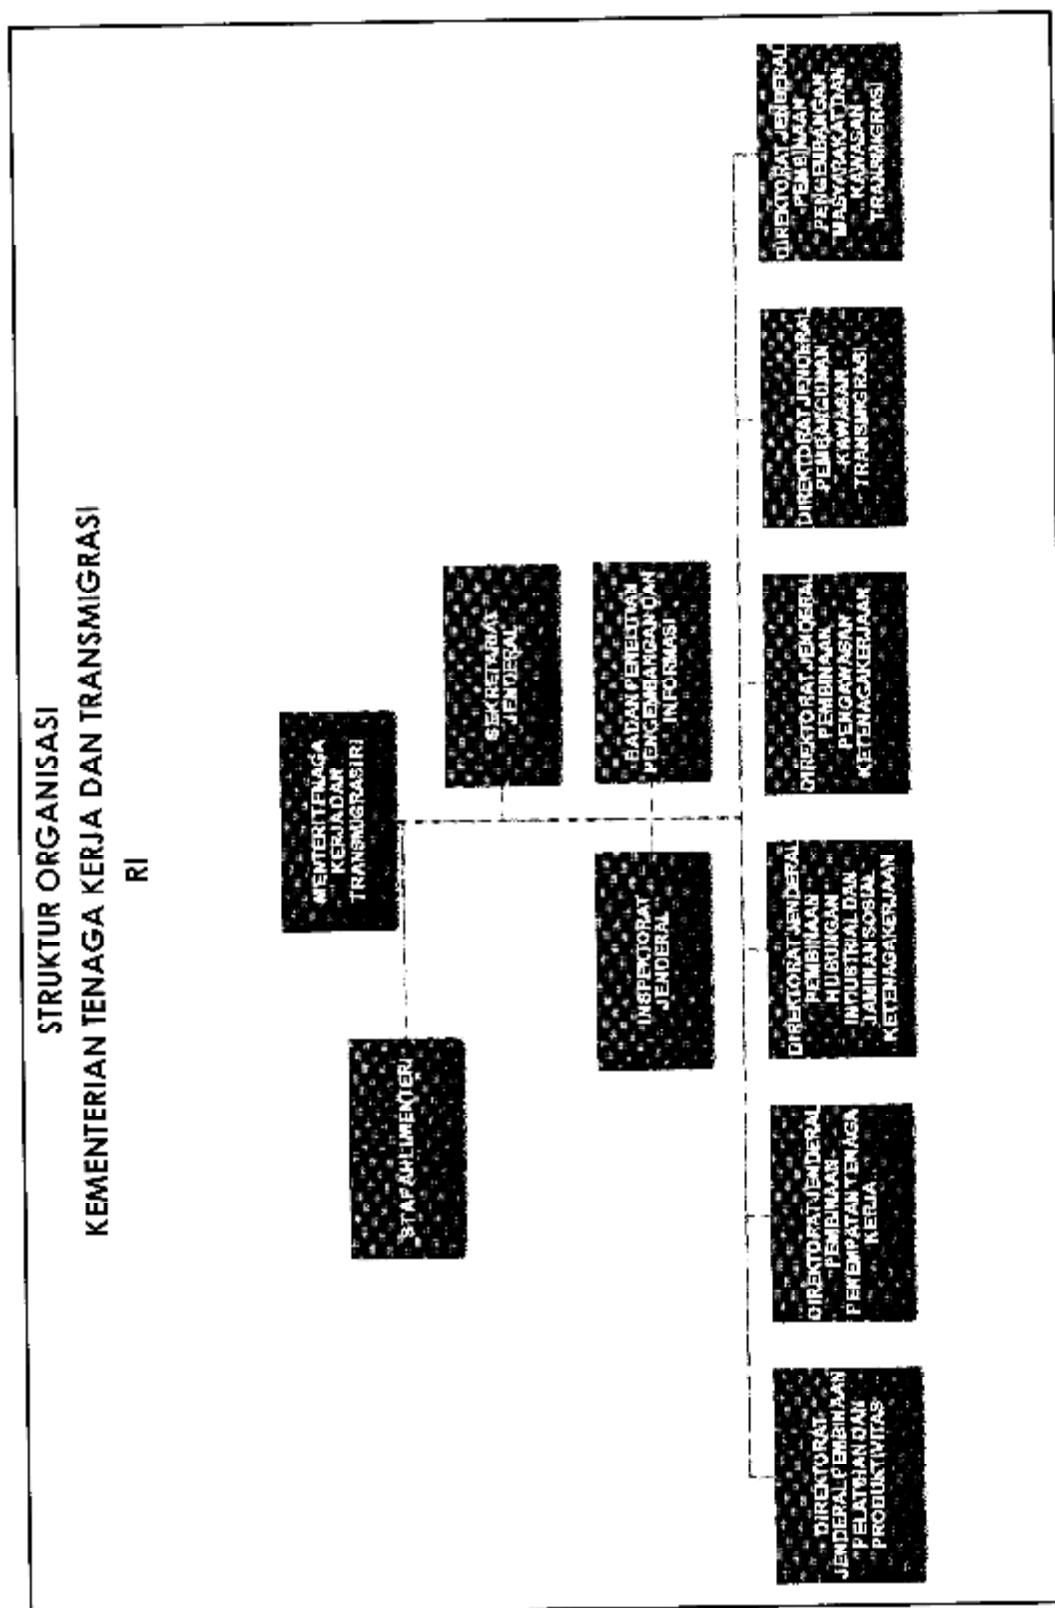 STRUKTUR ORGANISASI
KEMENTERIAN TENAGA KERJA DAN TRANSMIGRASI
RI
MENTERI TENAGA
KERJA DAN
TRANSMIGRASI RI
STAF AHLI MENTERI
SEKRETARIAT
JENDERAL
INSPEKTORAT
JENDERAL
BADAN PENELITIAN
PENGEMBANGAN DAN
INFORMASI
DIREKTORAT
JENDERAL PEMBINAAN
PELATIHAN DAN
PRODUKTIVITAS
DIREKTORAT JENDERAL
PEMBINAAN
PENEMPATAN TENAGA
KERJA
DIREKTORAT JENDERAL
PEMBINAAN
HUBUNGAN
INDUSTRIAL DAN
JAMINAN SOSIAL
KETENAGAKERJAAN
DIREKTORAT JENDERAL
PEMBINAAN
PENGAWASAN
KETENAGAKERJAAN
DIREKTORAT JENDERAL
PEMBANGUNAN
KAWASAN
TRANSMIGRASI
DIREKTORAT JENDERAL
PEMBINAAN
PENGEMBANGAN
MASYARAKAT DAN
KAWASAN
TRANSMIGRASI